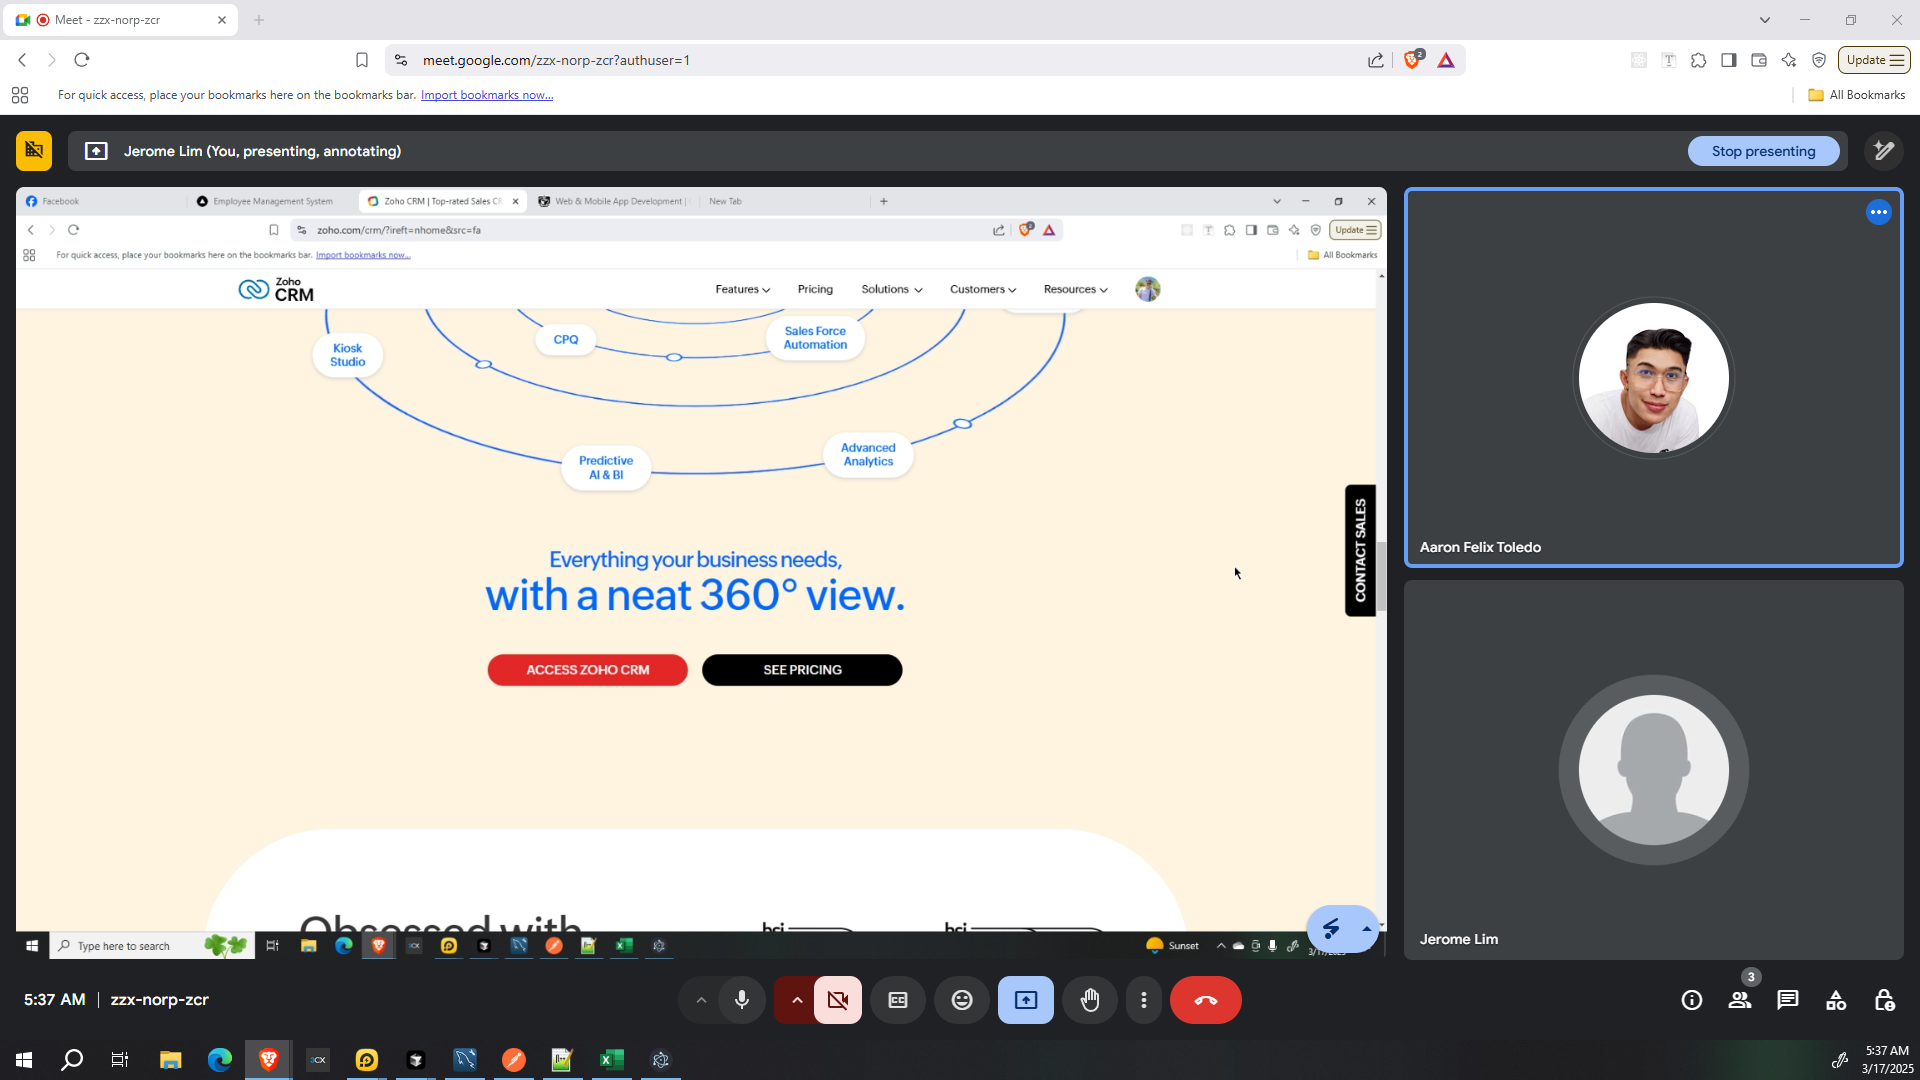 Meet - zzx-norp-zcr
meet.google.com/zzx-norp-zcr?authuser=1
2
Update
For quick access, place your bookmarks here on the bookmarks bar. Import bookmarks now...
All Bookmarks
Jerome Lim (You, presenting, annotating)
Stop presenting
Facebook
Employee Management System
Zoho CRM | Top-rated Sales CR
Web & Mobile App Development |
New Tab
zoho.com/crm/?ireft=nhome&src=fa
Update
For quick access, place your bookmarks here on the bookmarks bar. Import bookmarks now...
All Bookmarks
Zoho
CRM
Features
Pricing
Solutions
Customers
Resources
Kiosk
Studio
CPQ
Sales Force
Automation
Predictive
AI & BI
Advanced
Analytics
CONTACT SALES
Everything your business needs,
with a neat 360° view.
ACCESS ZOHO CRM
SEE PRICING
Obsessed with
bci
bci
Type here to search
Sunset
Aaron Felix Toledo
Jerome Lim
5:37 AM | zzx-norp-zcr
3
3CX
5:37 AM
3/17/2025